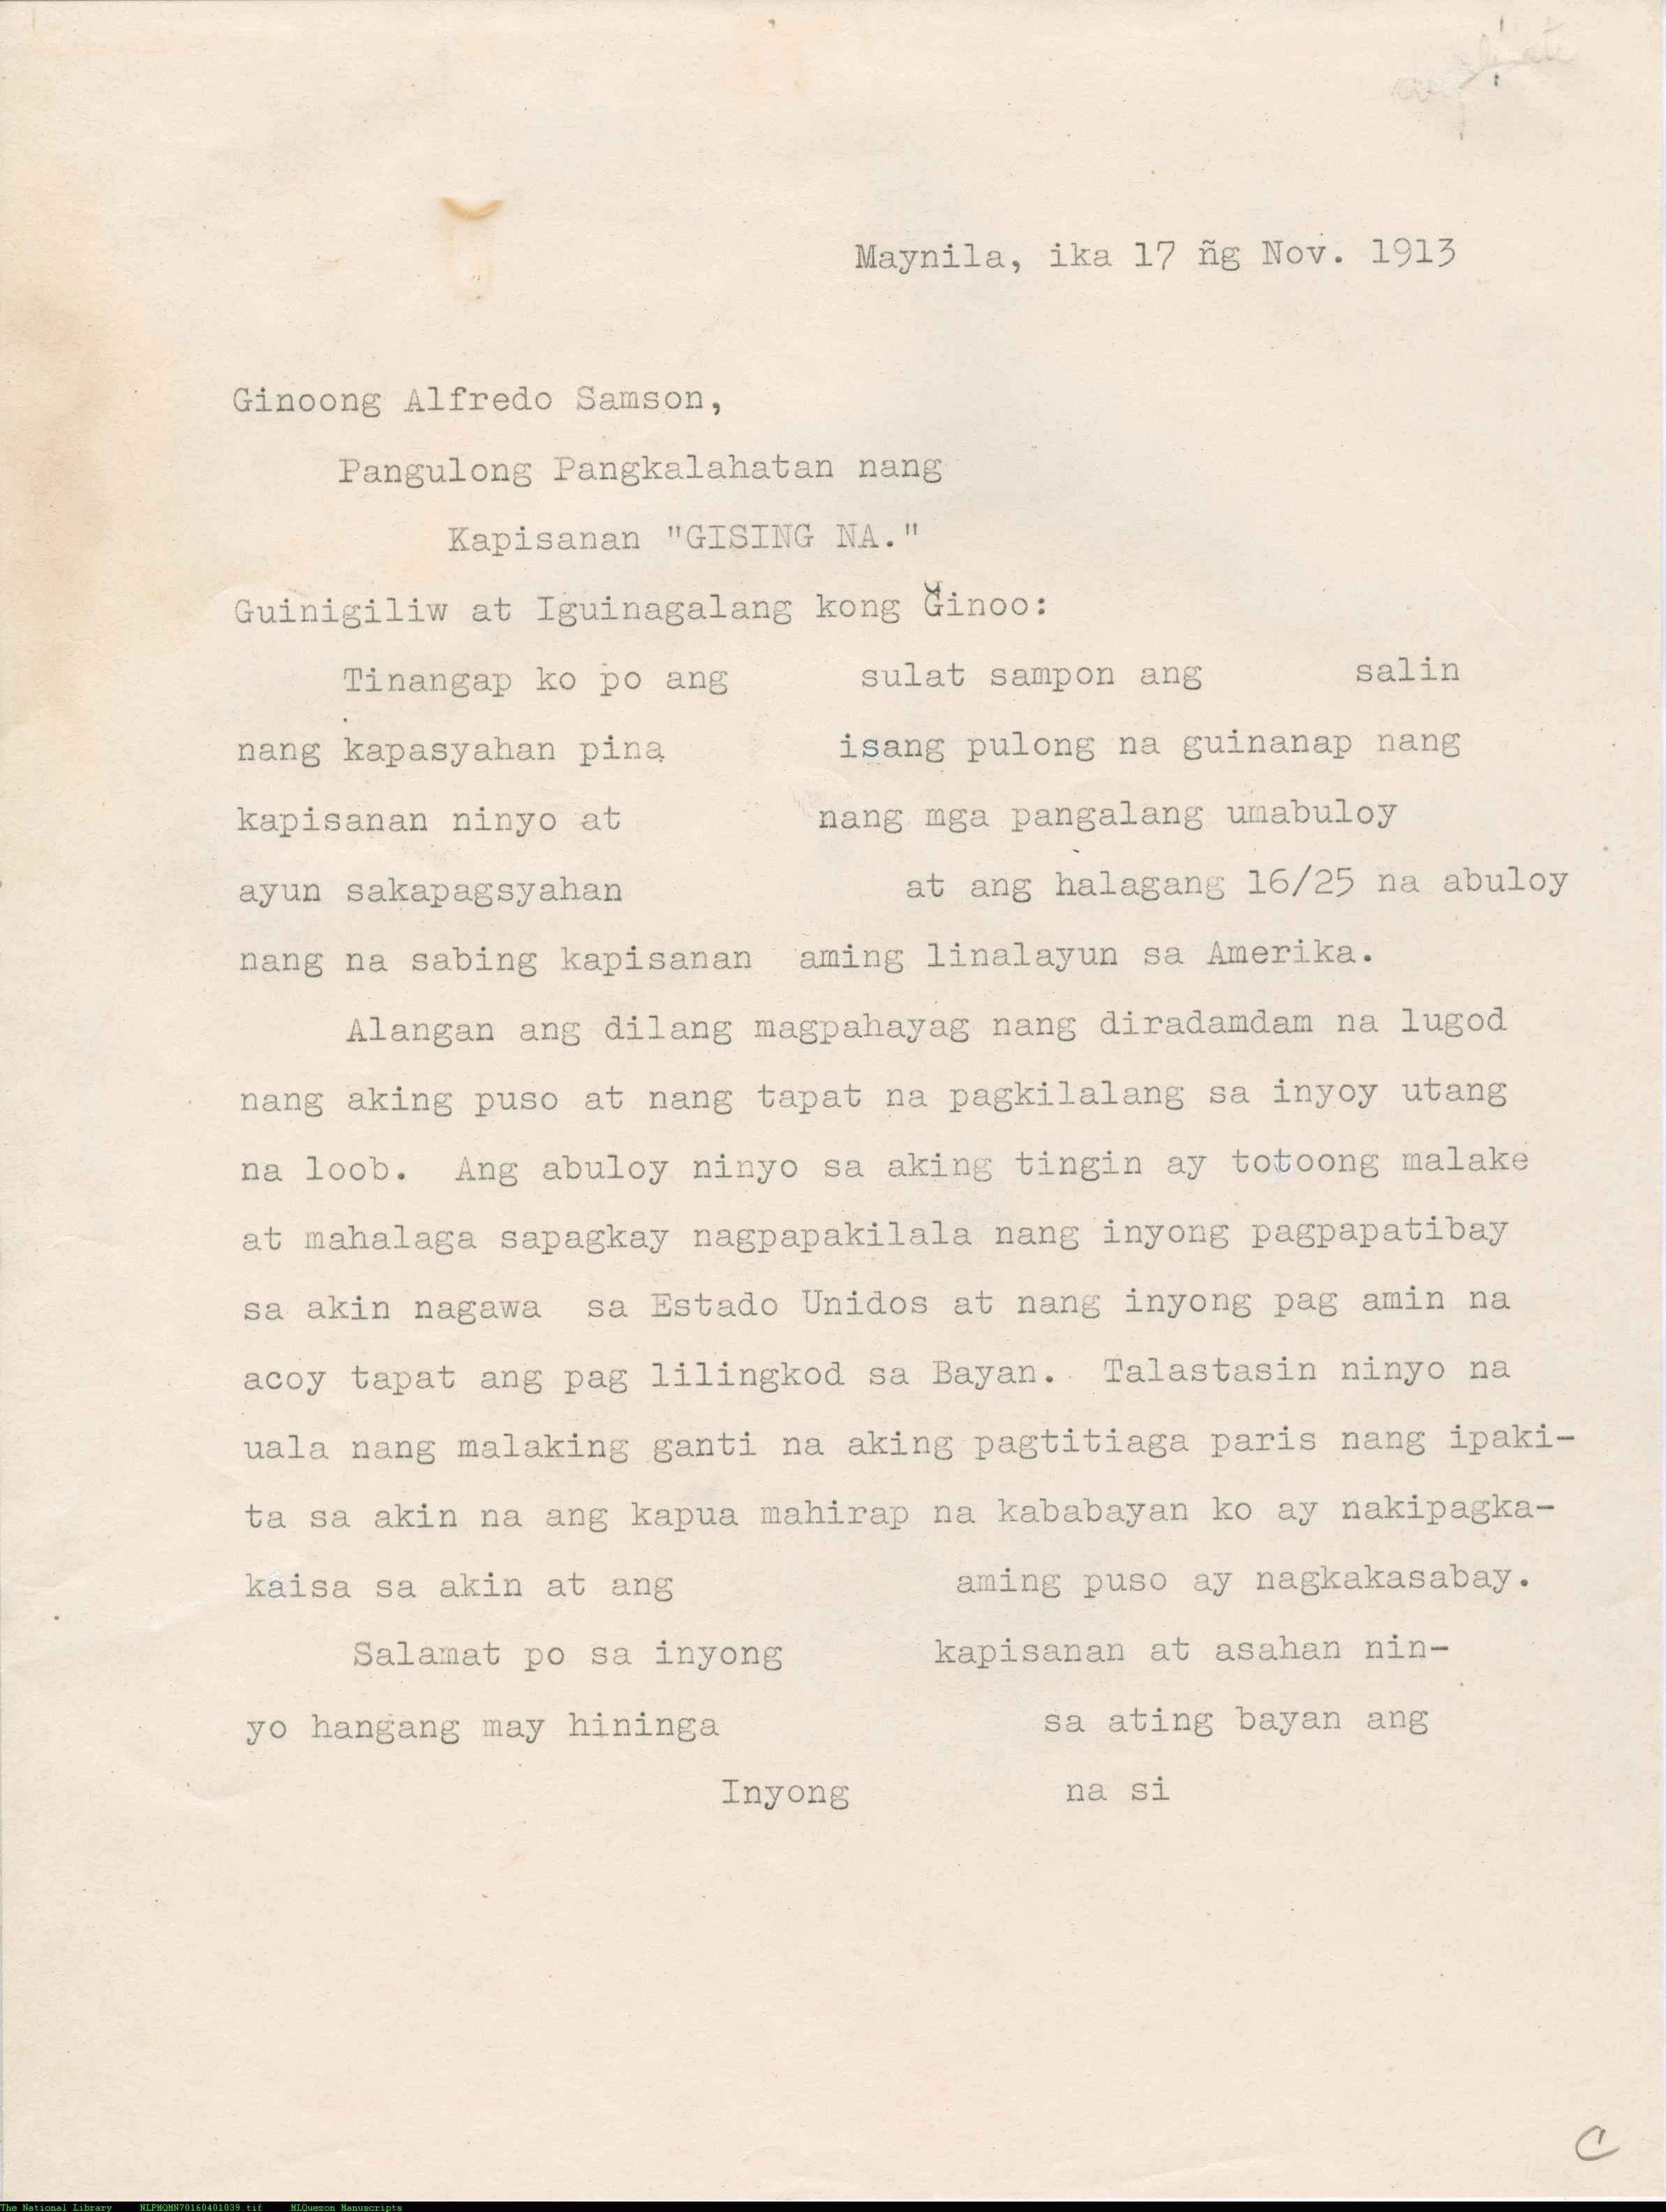 Maynila, ika 17 ñg Nov. 1913
Ginoong Alfredo Samson,
Pangulong Pangkalahatan nang
Kapisanan "GISING NA."
Guinigiliw at Iguinagalang kong Ginoo:
Tinangap ko po ang sulat sampon ang salin
nang kapasyahan pina isang pulong na guinanap nang
kapisanan ninyo at nang mga pangalang umabuloy
ayun sakapagsyahan at ang halagang 16/25 na abuloy
nang na sabing kapisanan aming linalayun sa Amerika.
Alangan ang dilang magpahayag nang diradamdam na lugod
nang aking puso at nang tapat na pagkilalang sa inyoy utang
na loob. Ang abuloy ninyo sa aking tingin ay totoong malake
at mahalaga sapagkay nagpapakilala nang inyong pagpapatibay
sa akin nagawa sa Estado Unidos at nang inyong pag amin na
acoy tapat ang pag lilingkod sa Bayan. Talastasin ninyo na
uala nang malaking ganti na aking pagtitiaga paris nang ipaki-
ta sa akin na ang kapua mahirap na kababayan ko ay nakipagka-
kaisa sa akin at ang aming puso ay nagkakasabay.
Salamat po sa inyong kapisanan at asahan nin-
yo hangang may hininga sa ating bayan ang
Inyong na si
C
The National Library NLPMQMN70160401039.tif MLQuezon Manuscripts